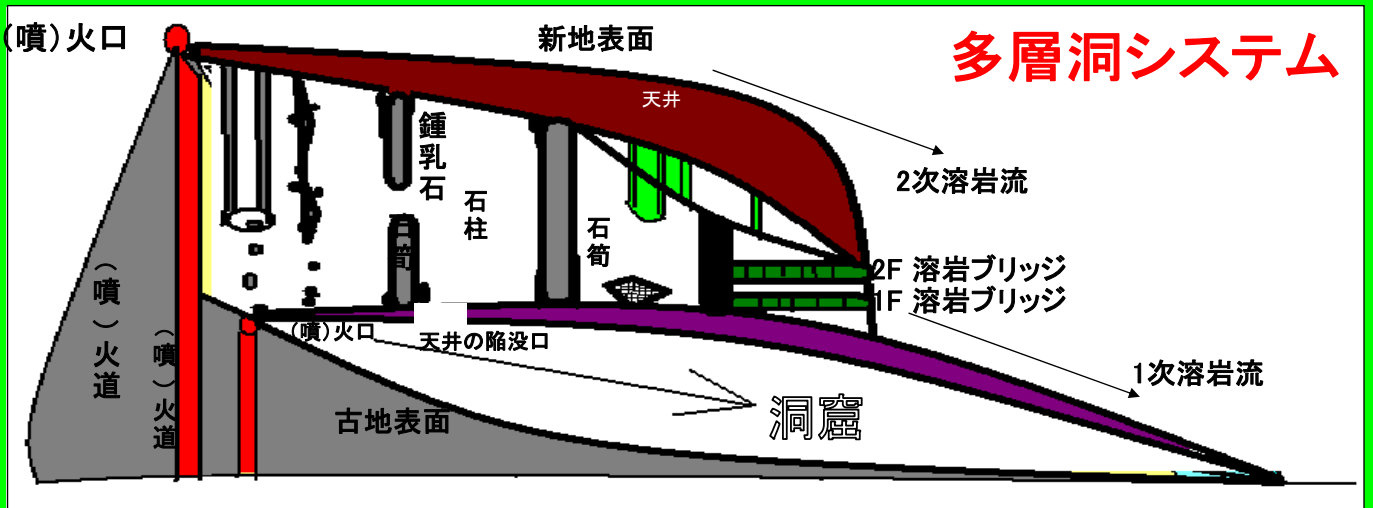 (噴)火口
新地表面
多層洞システム
天井
鍾乳石
石柱
石筍
筍
2次溶岩流
2F 溶岩ブリッジ
1F 溶岩ブリッジ
(噴)火道
(噴)火道
(噴)火口
天井の陥没口
1次溶岩流
古地表面
洞窟